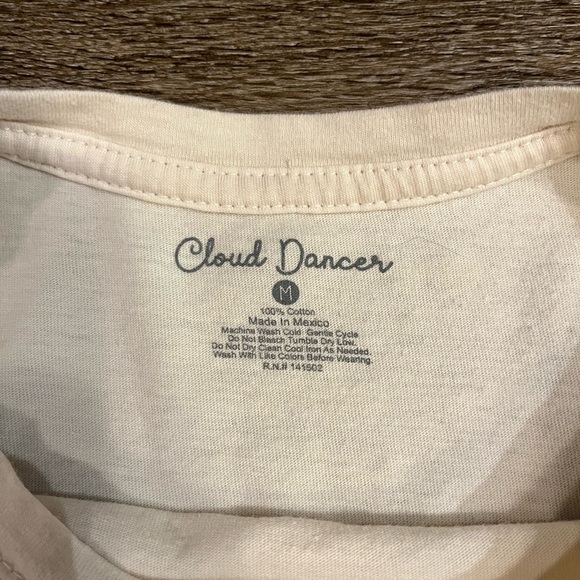 Cloud Dancer
M
100% Cotton
Made In Mexico
Machine Wash Cold Gentle Cycle
Do Not Bleach Tumble Dry Low.
Do Not Dry Clean Cool Iron As Needed.
Wash With Like Colors Before Wearing.
R.N.# 141502